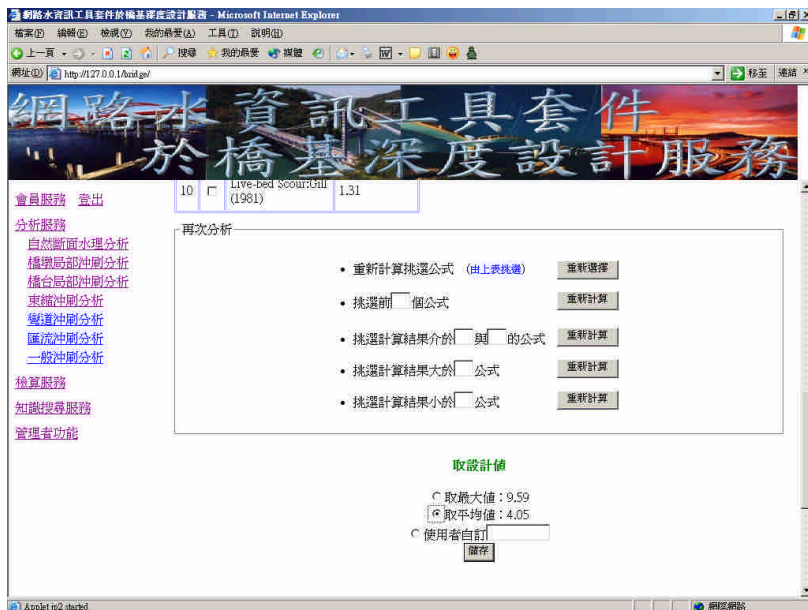 網路水資訊工具套件於橋基深度設計服務 - Microsoft Internet Explorer
檔案(F) 編輯(E) 檢視(V) 我的最愛(A) 工具(T) 說明(H)
上一頁 搜尋 我的最愛 媒體
網址(D) http://127.0.0.1/bridge/ 移至 連結 »
網路水資訊工具套件
於橋基深度設計服務
會員服務 登出
分析服務
自然斷面水理分析
橋墩局部沖刷分析
橋台局部沖刷分析
束縮沖刷分析
彎道沖刷分析
匯流沖刷分析
一般沖刷分析
檢算服務
知識搜尋服務
管理者功能
10 Live-bed Scour:Gill (1981) 1.31
再次分析
• 重新計算挑選公式 (由上表挑選) 重新選擇
• 挑選前 個公式 重新計算
• 挑選計算結果介於 與 的公式 重新計算
• 挑選計算結果大於 公式 重新計算
• 挑選計算結果小於 公式 重新計算
取設計值
取最大值：9.59
取平均值：4.05
使用者自訂
儲存
Applet ip2 started 網際網路